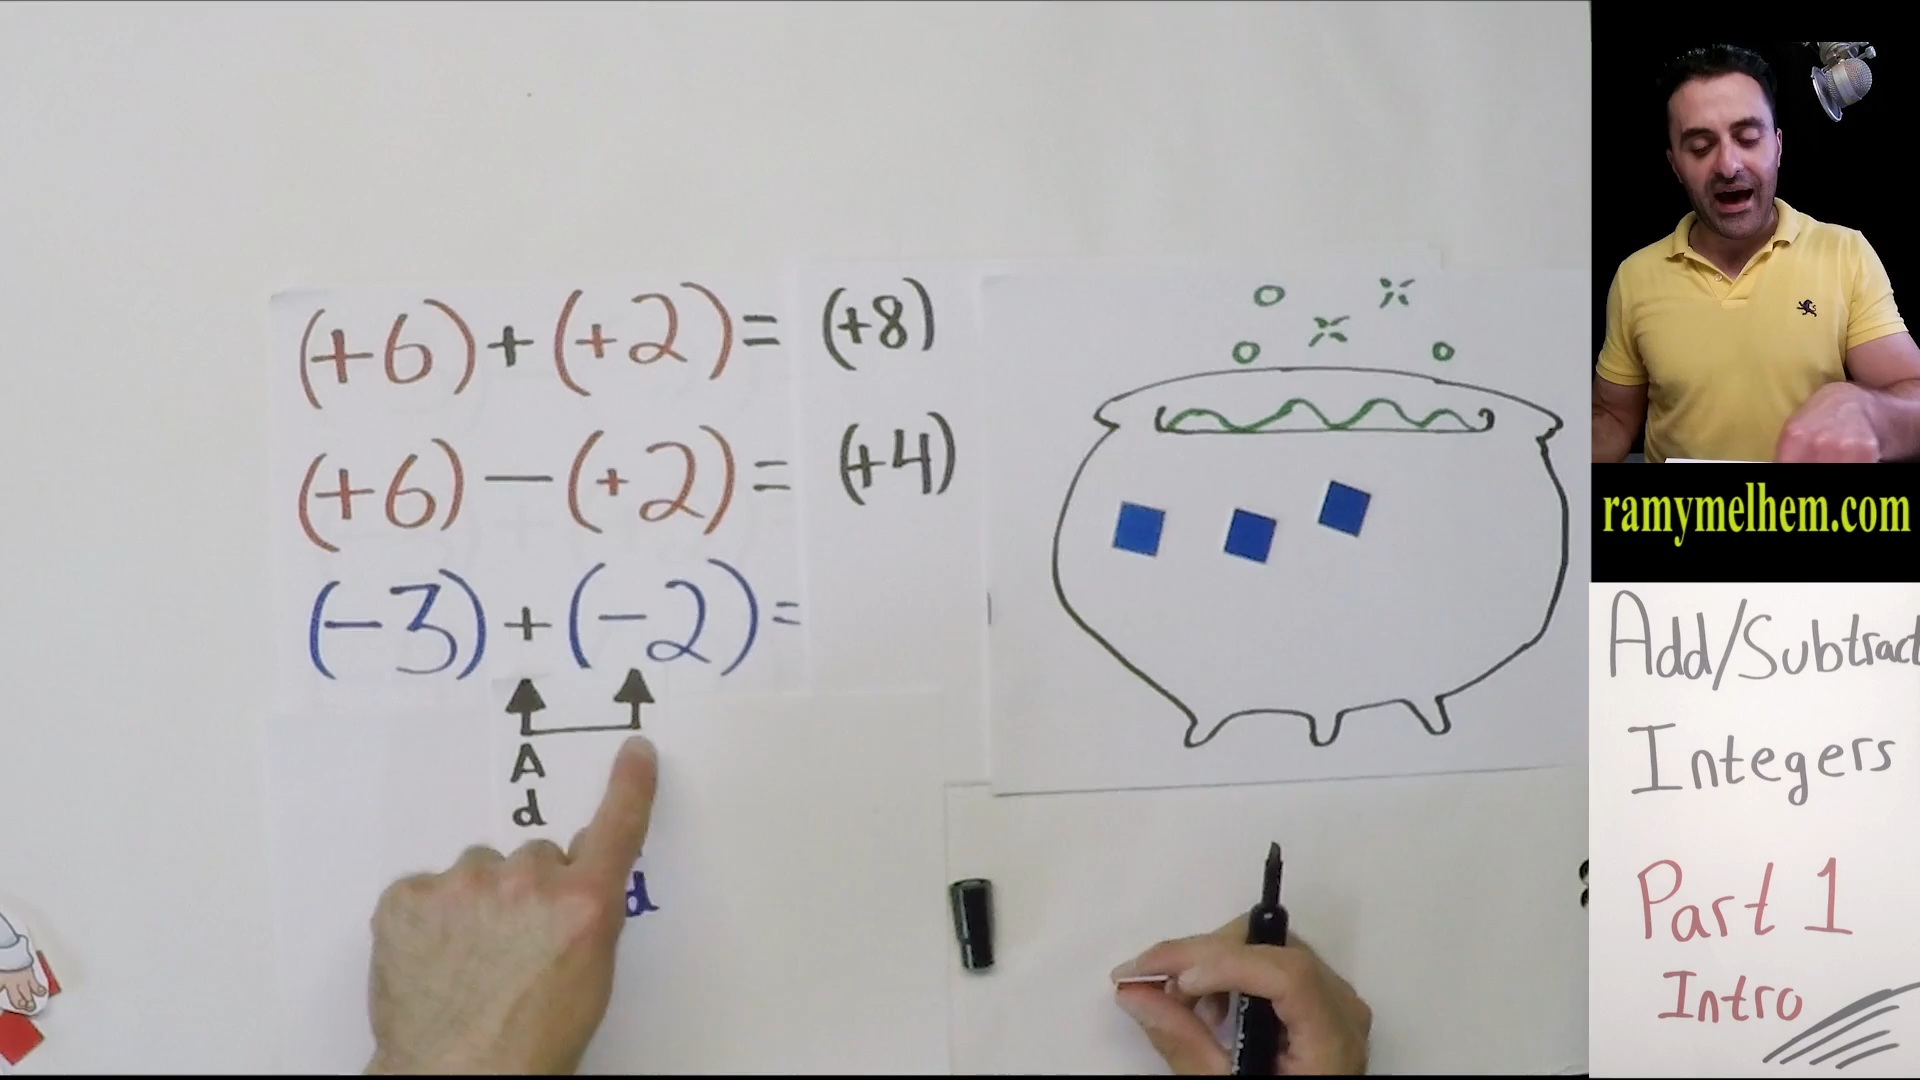 (+6)+(+2)= (+8)
(+6)-(+2)= (+4)
(-3)+(-2)=
A
d
d
ramymelhem.com
Add/Subtract
Integers
Part 1
Intro